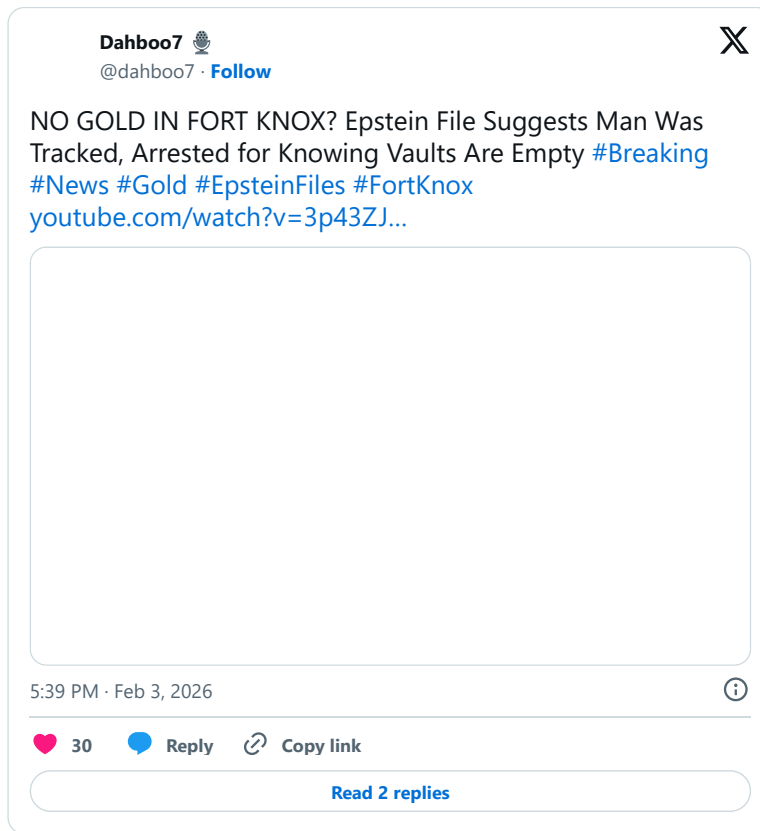 Dahboo7
@dahboo7 · Follow
NO GOLD IN FORT KNOX? Epstein File Suggests Man Was
Tracked, Arrested for Knowing Vaults Are Empty #Breaking
#News #Gold #EpsteinFiles #FortKnox
youtube.com/watch?v=3p43ZJ...
5:39 PM · Feb 3, 2026
30 Reply Copy link
Read 2 replies